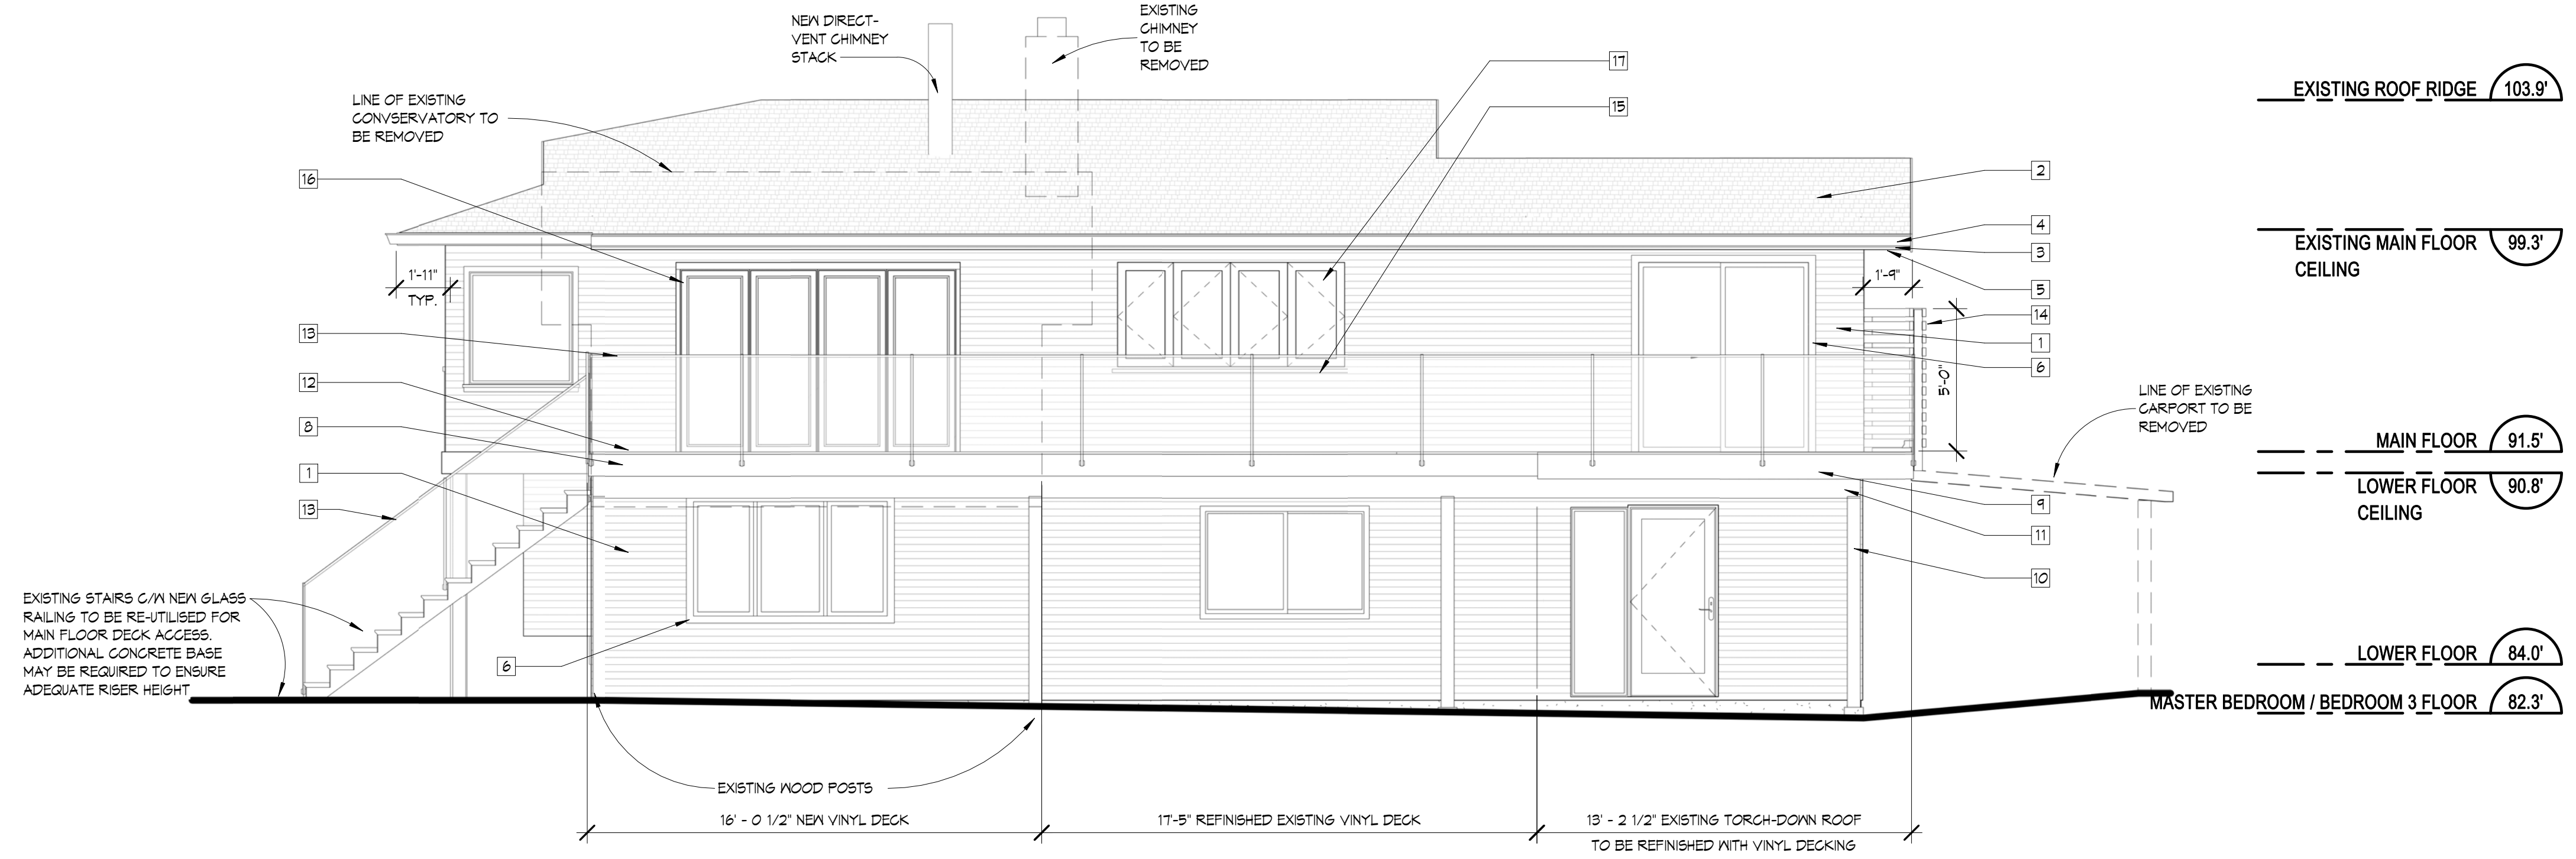 NEW DIRECT-
VENT CHIMNEY
STACK
EXISTING
CHIMNEY
TO BE
REMOVED
17
15
LINE OF EXISTING
CONVSERVATORY TO
BE REMOVED
16
13
12
8
1
13
1'-11"
TYP.
EXISTING STAIRS C/W NEW GLASS
RAILING TO BE RE-UTILISED FOR
MAIN FLOOR DECK ACCESS.
ADDITIONAL CONCRETE BASE
MAY BE REQUIRED TO ENSURE
ADEQUATE RISER HEIGHT
6
EXISTING WOOD POSTS
16' - 0 1/2" NEW VINYL DECK
17'-5" REFINISHED EXISTING VINYL DECK
13' - 2 1/2" EXISTING TORCH-DOWN ROOF
TO BE REFINISHED WITH VINYL DECKING
2
4
3
1'-9"
5
14
1
6
5'-0"
9
11
10
LINE OF EXISTING
CARPORT TO BE
REMOVED
EXISTING ROOF RIDGE 103.9'
EXISTING MAIN FLOOR 99.3'
CEILING
MAIN FLOOR 91.5'
LOWER FLOOR 90.8'
CEILING
LOWER FLOOR 84.0'
MASTER BEDROOM / BEDROOM 3 FLOOR 82.3'